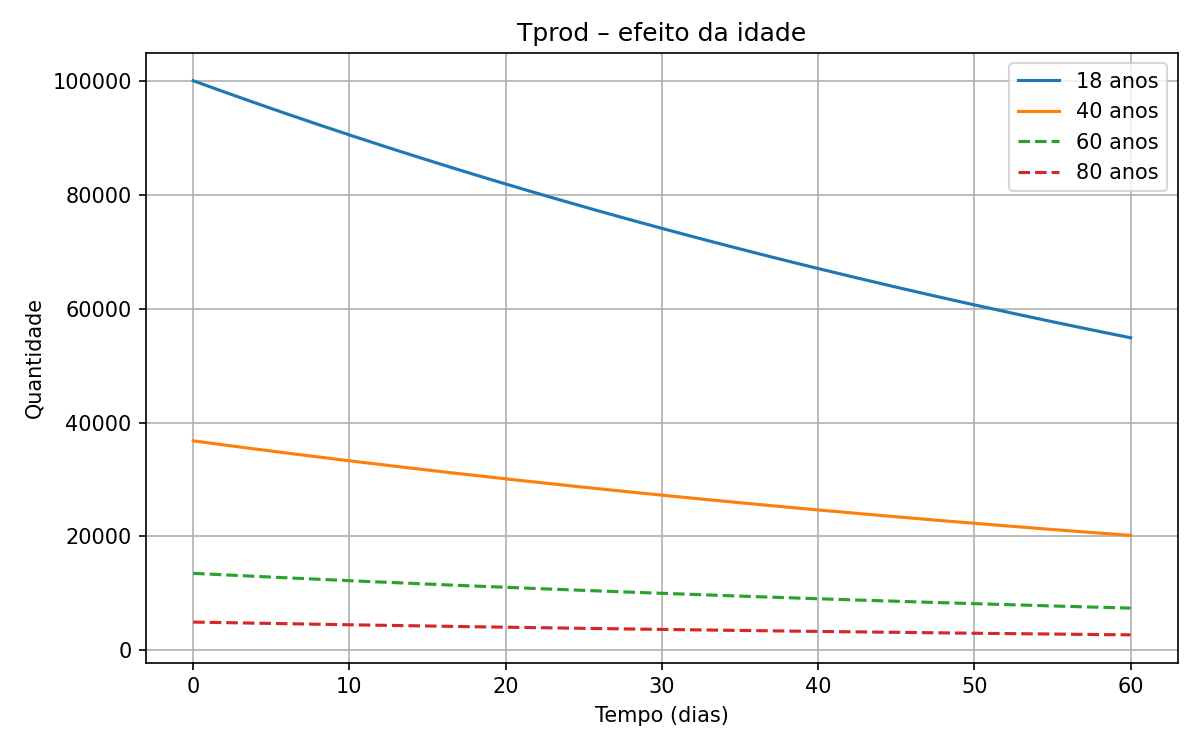 Tprod – efeito da idade
18 anos
40 anos
60 anos
80 anos
Quantidade
100000
80000
60000
40000
20000
0
0 10 20 30 40 50 60
Tempo (dias)